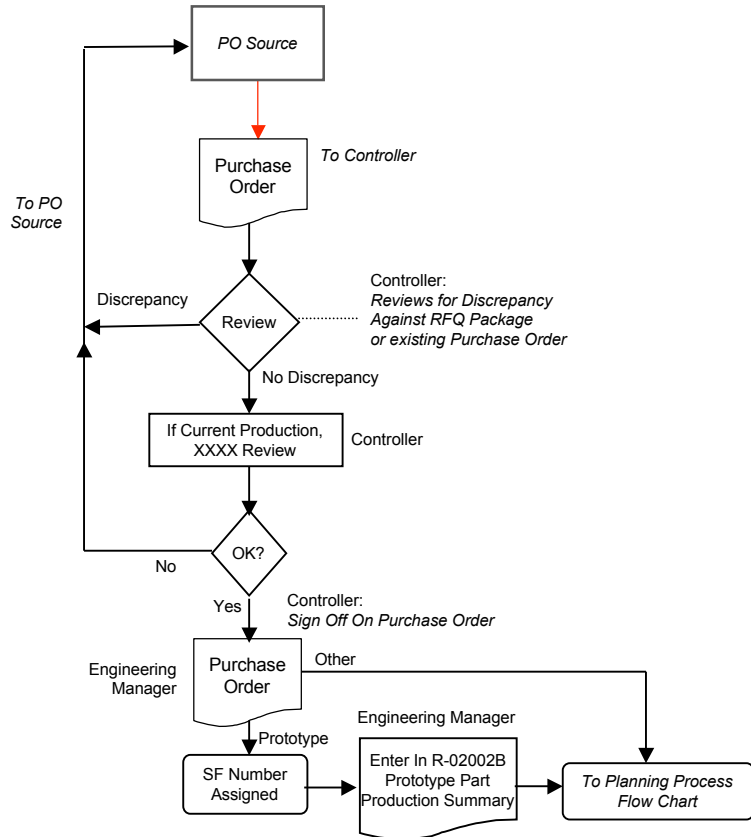 PO Source
To Controller
Purchase
Order
To PO
Source
Controller:
Reviews for Discrepancy
Against RFQ Package
or existing Purchase Order
Discrepancy
Review
No Discrepancy
If Current Production,
XXXX Review
Controller
OK?
No
Yes
Controller:
Sign Off On Purchase Order
Engineering
Manager
Purchase
Order
Other
Prototype
Engineering Manager
SF Number
Assigned
Enter In R-02002B
Prototype Part
Production Summary
To Planning Process
Flow Chart